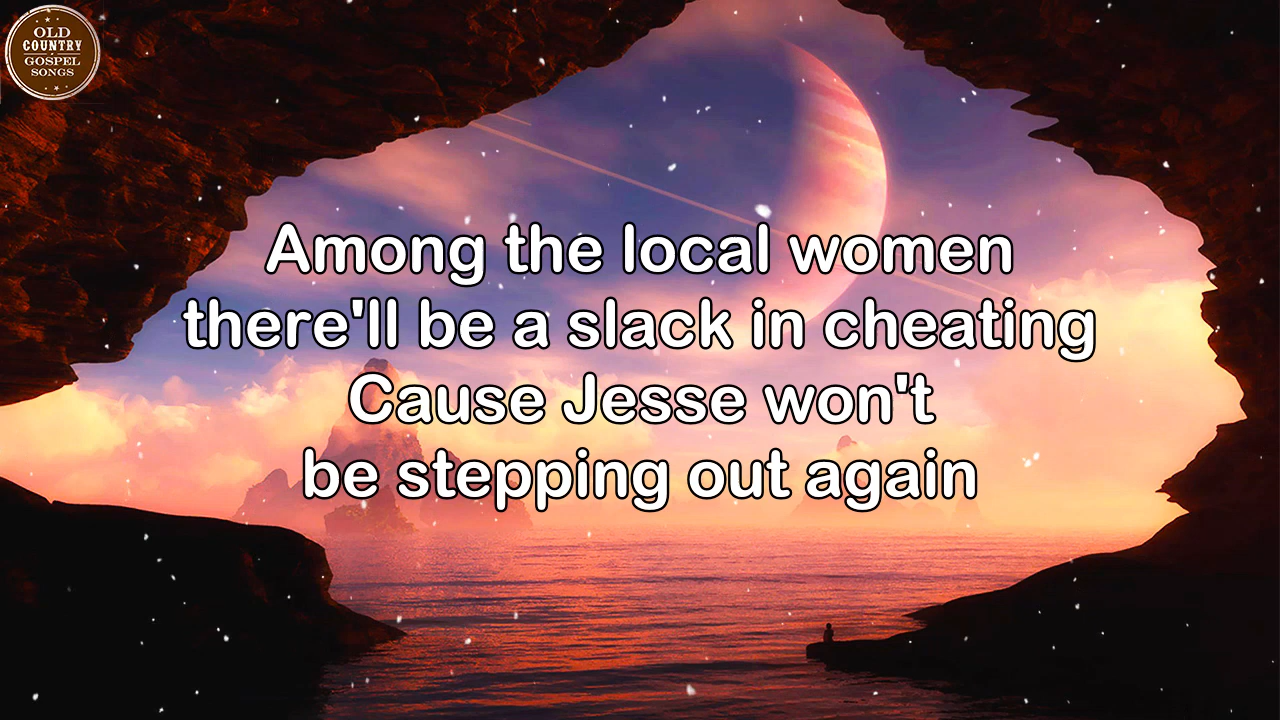 OLD
COUNTRY
GOSPEL
SONGS
Among the local women
there'll be a slack in cheating
Cause Jesse won't
be stepping out again